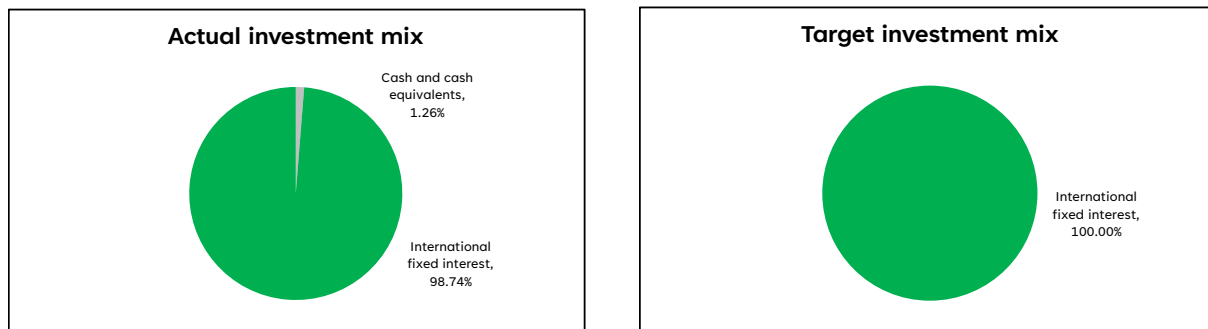 Actual investment mix
Cash and cash
equivalents,
1.26%
International
fixed interest,
98.74%
Target investment mix
International
fixed interest,
100.00%